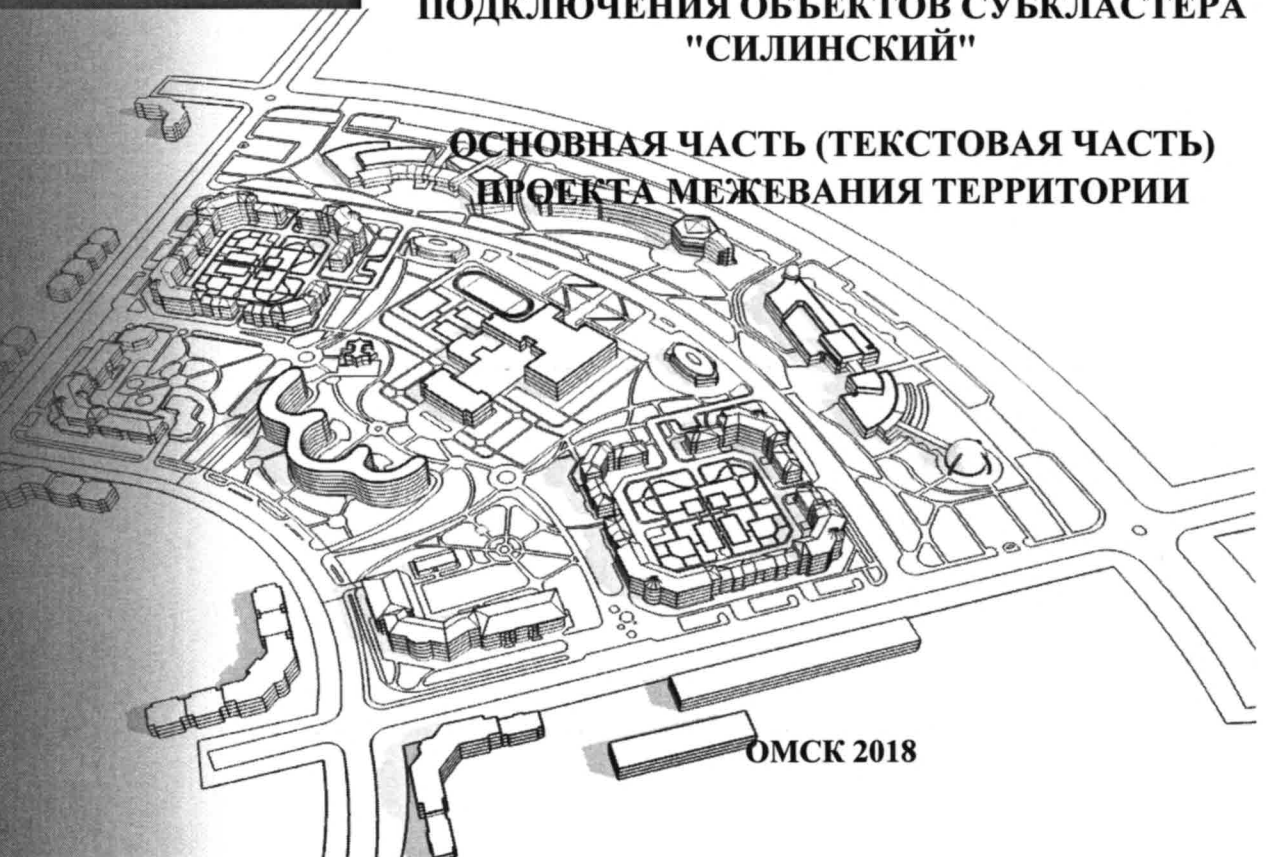 ПОДКЛЮЧЕНИЯ ОБЪЕКТОВ СУБКЛАСТЕРА
"СИЛИНСКИЙ"
ОСНОВНАЯ ЧАСТЬ (ТЕКСТОВАЯ ЧАСТЬ)
ПРОЕКТА МЕЖЕВАНИЯ ТЕРРИТОРИИ
ОМСК 2018